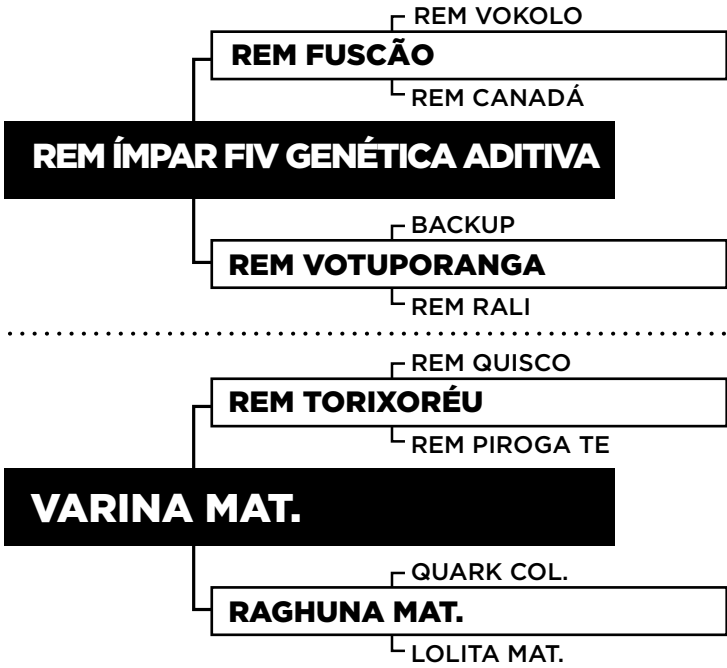 REM VOKOLO
REM FUSCÃO
REM CANADÁ
REM ÍMPAR FIV GENÉTICA ADITIVA
BACKUP
REM VOTUPORANGA
REM RALI
REM QUISCO
REM TORIXORÉU
REM PIROGA TE
VARINA MAT.
QUARK COL.
RAGHUNA MAT.
LOLITA MAT.